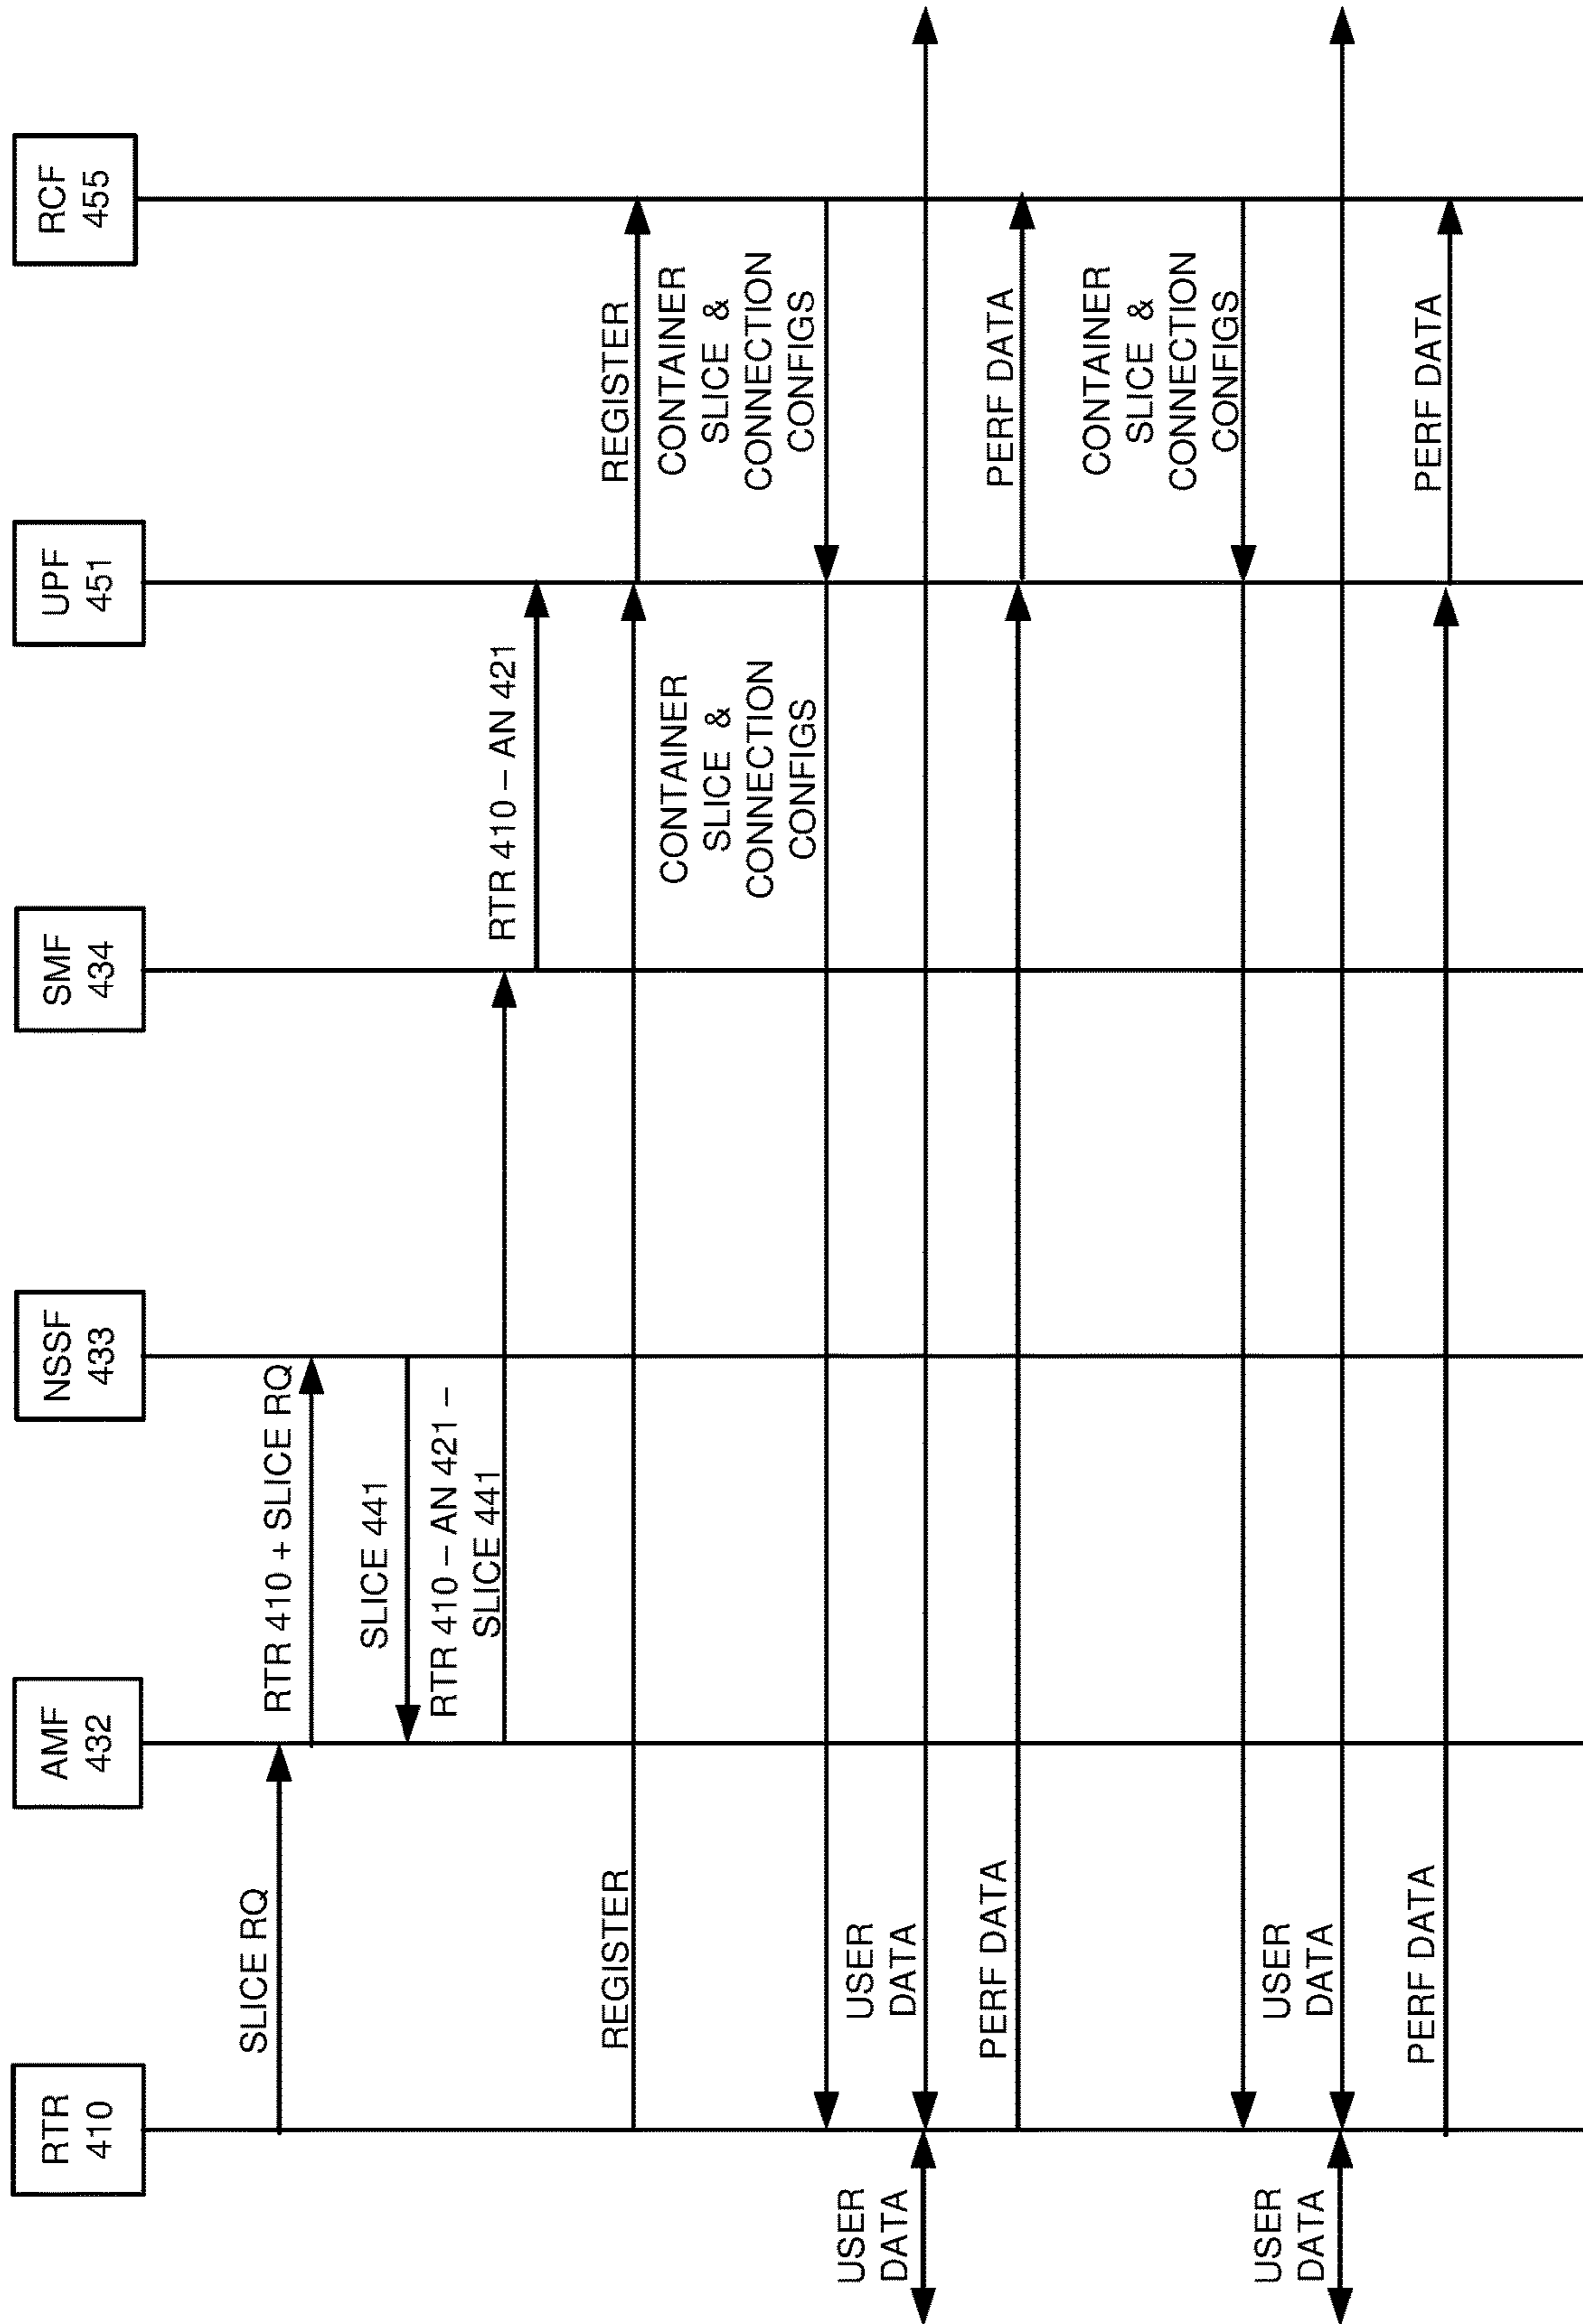 RTR
410
AMF
432
NSSF
433
SMF
434
UPF
451
RCF
455
SLICE RQ
RTR 410 + SLICE RQ
SLICE 441
RTR 410 – AN 421 –
SLICE 441
RTR 410 – AN 421
REGISTER
REGISTER
CONTAINER
SLICE &
CONNECTION
CONFIGS
CONTAINER
SLICE &
CONNECTION
CONFIGS
USER
DATA
USER
DATA
PERF DATA
PERF DATA
CONTAINER
SLICE &
CONNECTION
CONFIGS
USER
DATA
USER
DATA
PERF DATA
PERF DATA